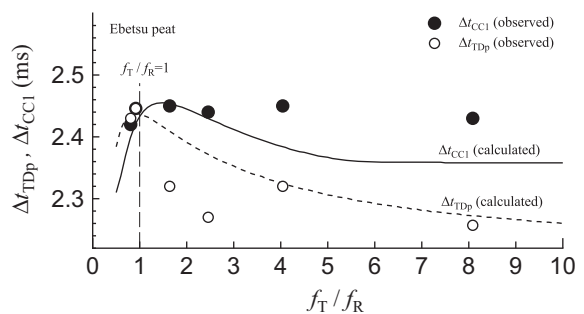 Ebetsu peat
Δt_CC1 (observed)
Δt_TDp (observed)
f_T / f_R=1
2.5
2.4
2.3
Δt_TDp , Δt_CC1 (ms)
Δt_CC1 (calculated)
Δt_TDp (calculated)
0 1 2 3 4 5 6 7 8 9 10
f_T / f_R